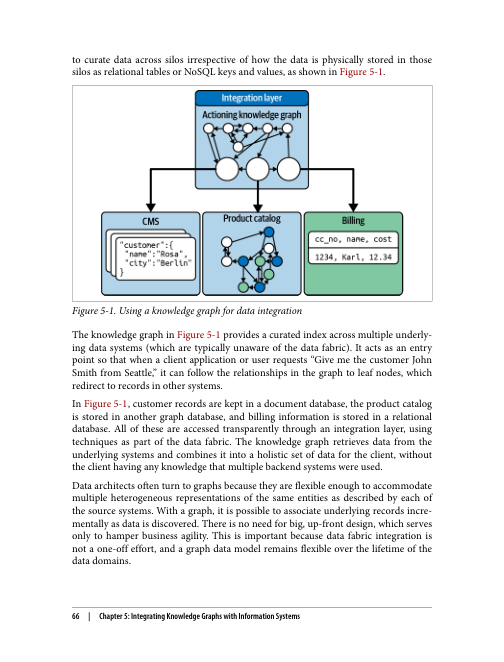 to curate data across silos irrespective of how the data is physically stored in those
silos as relational tables or NoSQL keys and values, as shown in Figure 5-1.
Integration layer
Actioning knowledge graph
CMS
"customer":{
"name":"Rosa",
"city":"Berlin"
}
Product catalog
Billing
cc_no, name, cost
1234, Karl, 12.34
Figure 5-1. Using a knowledge graph for data integration
The knowledge graph in Figure 5-1 provides a curated index across multiple underly-
ing data systems (which are typically unaware of the data fabric). It acts as an entry
point so that when a client application or user requests “Give me the customer John
Smith from Seattle,” it can follow the relationships in the graph to leaf nodes, which
redirect to records in other systems.
In Figure 5-1, customer records are kept in a document database, the product catalog
is stored in another graph database, and billing information is stored in a relational
database. All of these are accessed transparently through an integration layer, using
techniques as part of the data fabric. The knowledge graph retrieves data from the
underlying systems and combines it into a holistic set of data for the client, without
the client having any knowledge that multiple backend systems were used.
Data architects often turn to graphs because they are flexible enough to accommodate
multiple heterogeneous representations of the same entities as described by each of
the source systems. With a graph, it is possible to associate underlying records incre-
mentally as data is discovered. There is no need for big, up-front design, which serves
only to hamper business agility. This is important because data fabric integration is
not a one-off effort, and a graph data model remains flexible over the lifetime of the
data domains.
66 | Chapter 5: Integrating Knowledge Graphs with Information Systems